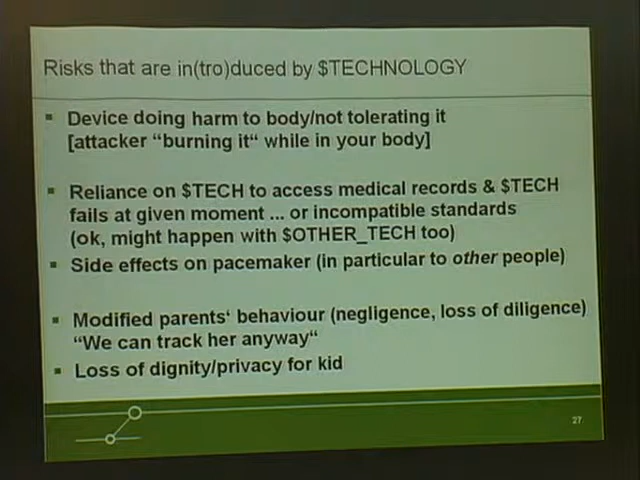 Risks that are in(tro)duced by $TECHNOLOGY
Device doing harm to body/not tolerating it
[attacker “burning it“ while in your body]
Reliance on $TECH to access medical records & $TECH
fails at given moment ... or incompatible standards
(ok, might happen with $OTHER_TECH too)
Side effects on pacemaker (in particular to other people)
Modified parents‘ behaviour (negligence, loss of diligence)
“We can track her anyway“
Loss of dignity/privacy for kid
27